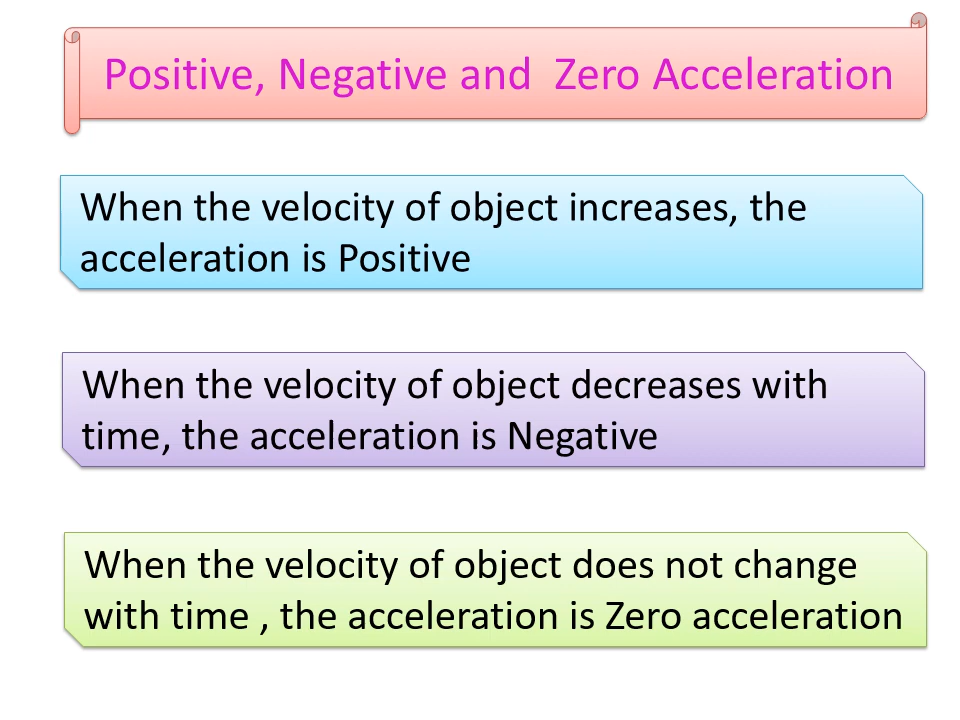 Positive, Negative and  Zero Acceleration
When the velocity of object increases, the
acceleration is Positive
When the velocity of object decreases with
time, the acceleration is Negative
When the velocity of object does not change
with time , the acceleration is Zero acceleration